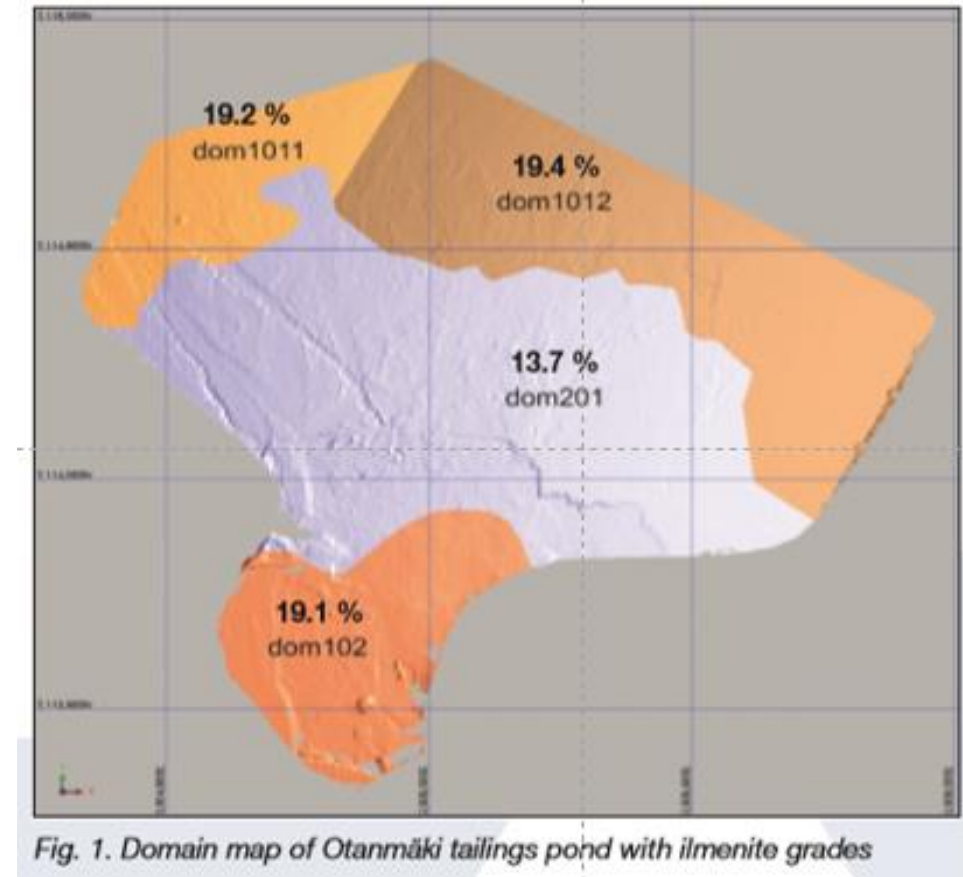 19.2 %
dom1011
19.4 %
dom1012
13.7 %
dom201
19.1 %
dom102
Fig. 1. Domain map of Otanmäki tailings pond with ilmenite grades